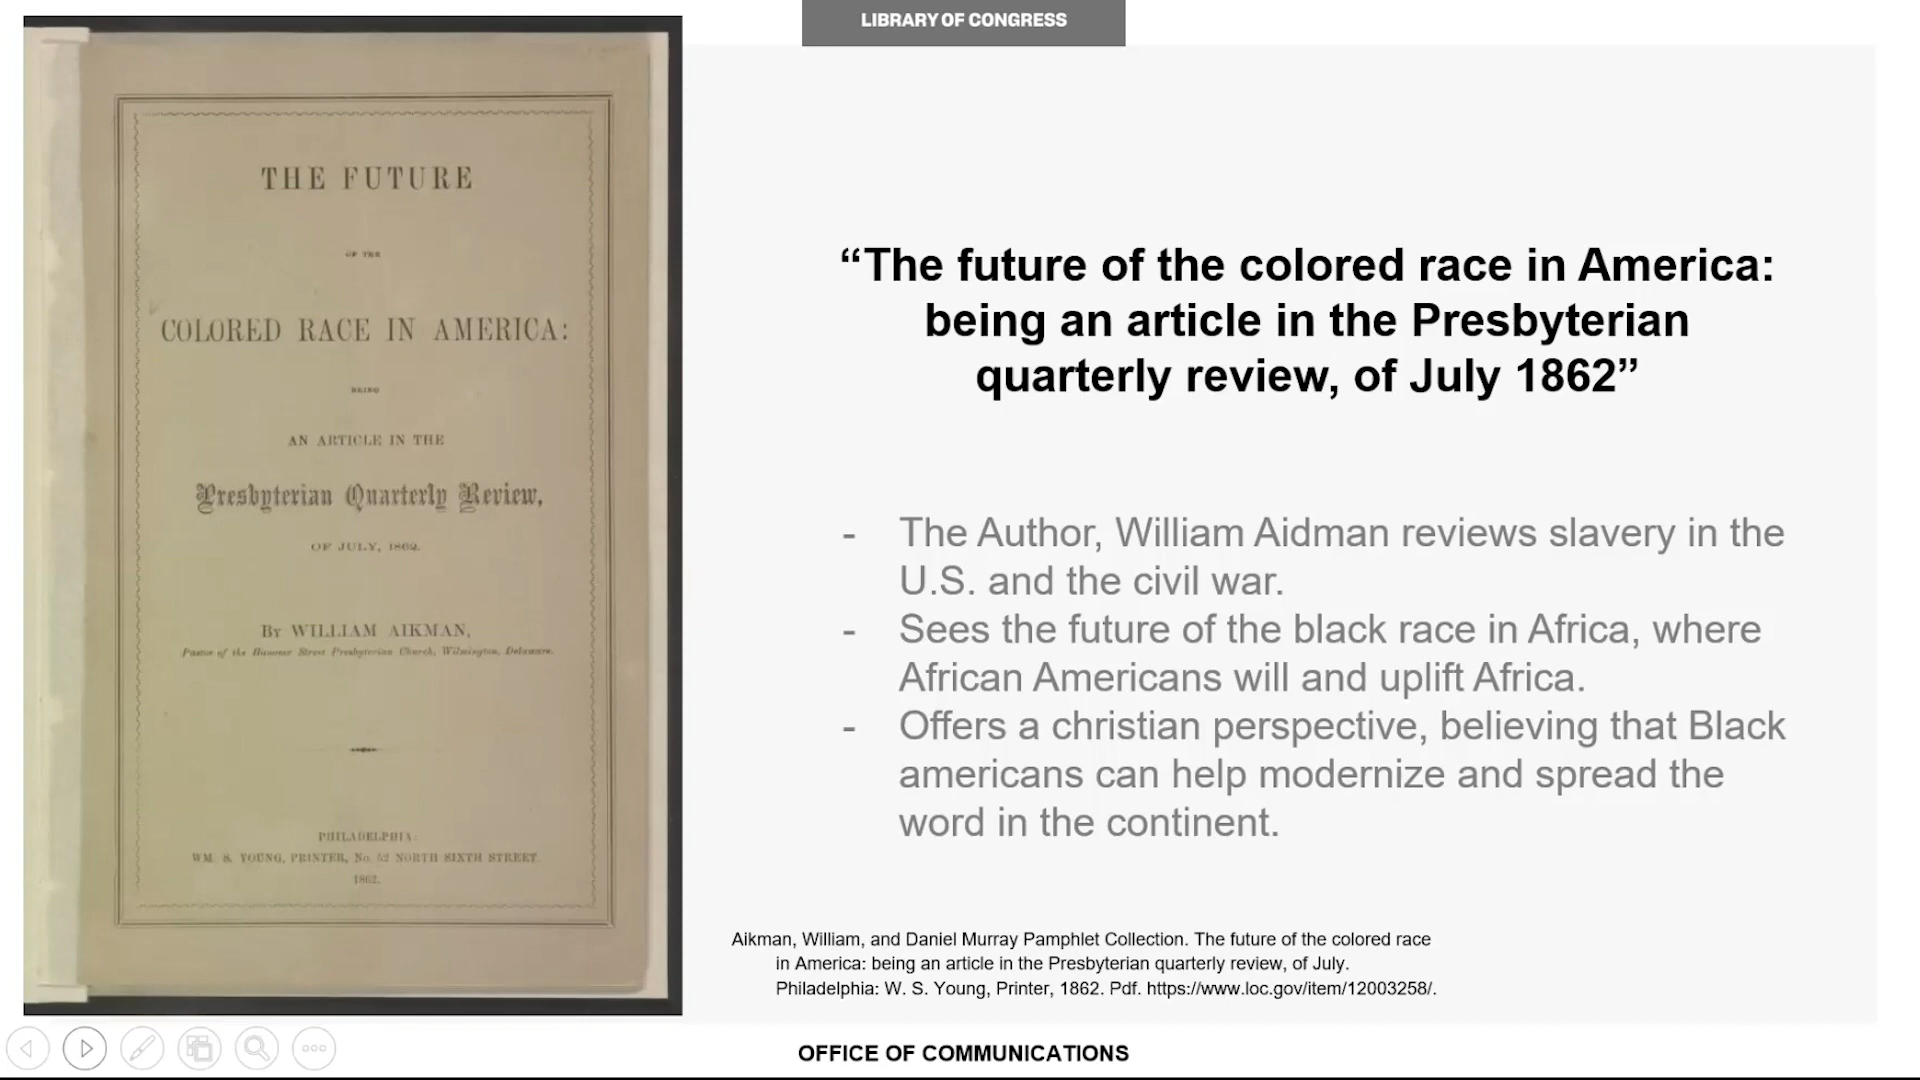 LIBRARY OF CONGRESS
THE FUTURE
OF THE
COLORED RACE IN AMERICA:
BEING
AN ARTICLE IN THE
Presbyterian Quarterly Review,
OF JULY, 1862.
By WILLIAM AIKMAN,
Pastor of the Hanover Street Presbyterian Church, Wilmington, Delaware.
PHILADELPHIA:
WM. S. YOUNG, PRINTER, No. 52 NORTH SIXTH STREET.
1862.
“The future of the colored race in America:
being an article in the Presbyterian
quarterly review, of July 1862”
- The Author, William Aidman reviews slavery in the
U.S. and the civil war.
- Sees the future of the black race in Africa, where
African Americans will and uplift Africa.
- Offers a christian perspective, believing that Black
americans can help modernize and spread the
word in the continent.
Aikman, William, and Daniel Murray Pamphlet Collection. The future of the colored race
in America: being an article in the Presbyterian quarterly review, of July.
Philadelphia: W. S. Young, Printer, 1862. Pdf. https://www.loc.gov/item/12003258/.
OFFICE OF COMMUNICATIONS